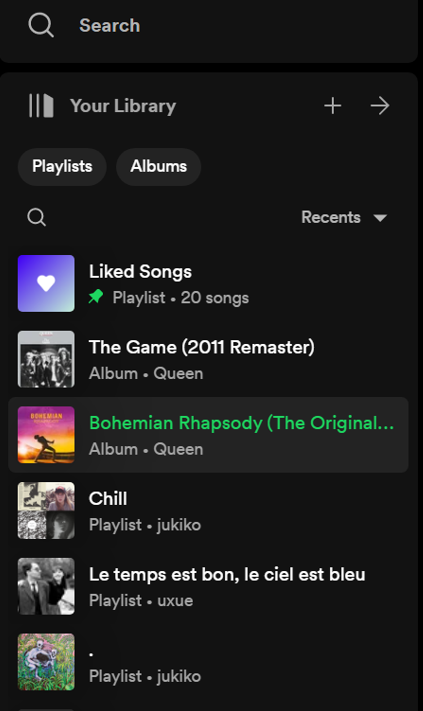 Search
Your Library
Playlists
Albums
Recents
Liked Songs
Playlist • 20 songs
The Game (2011 Remaster)
Album • Queen
BOHEMIAN
Bohemian Rhapsody (The Original...
Album • Queen
Chill
Playlist • jukiko
Le temps est bon, le ciel est bleu
Playlist • uxue
.
Playlist • jukiko